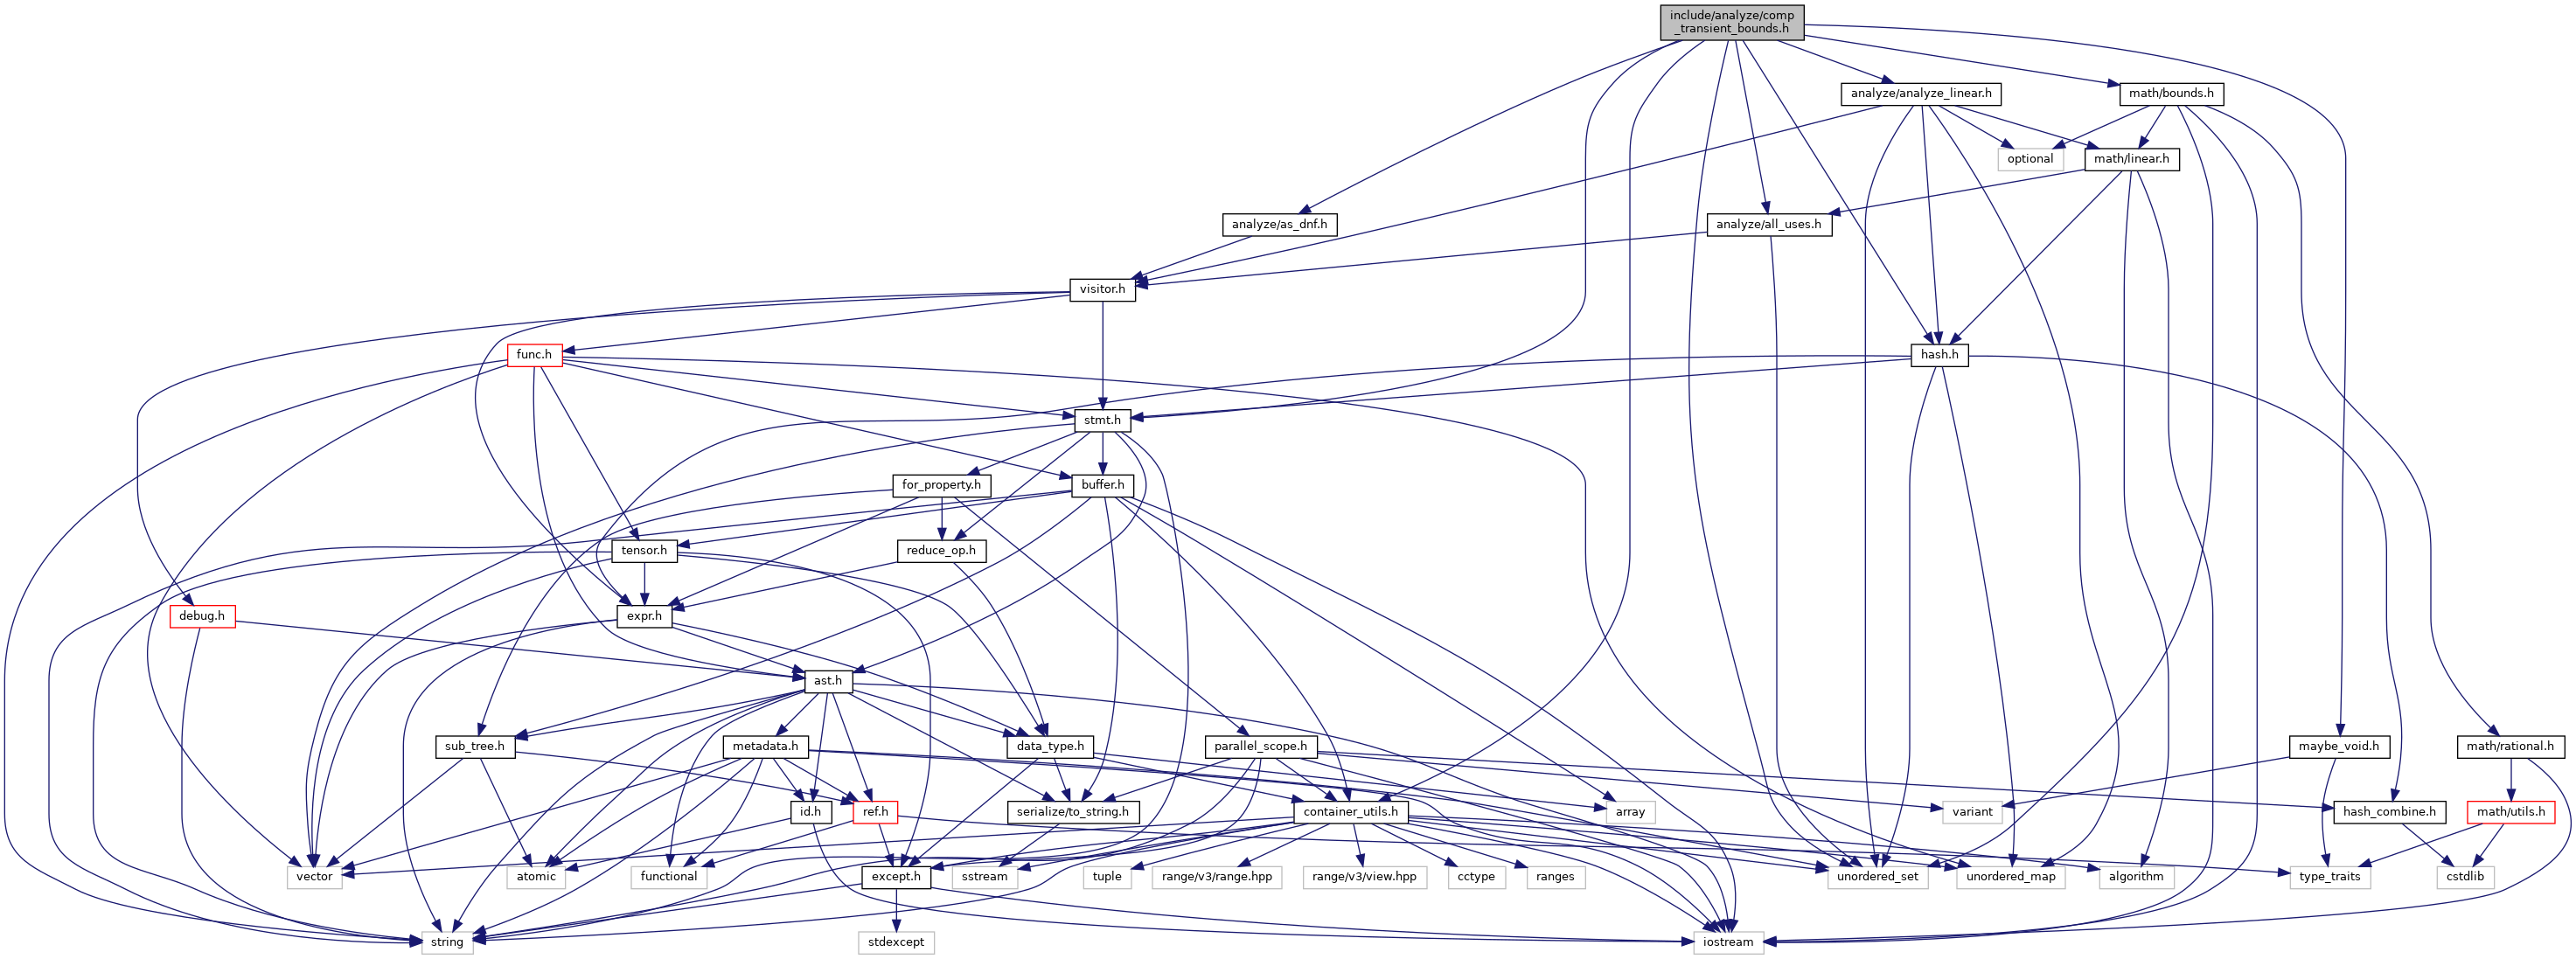 include/analyze/comp
_transient_bounds.h
analyze/analyze_linear.h
math/bounds.h
optional
math/linear.h
analyze/as_dnf.h
analyze/all_uses.h
visitor.h
func.h
hash.h
stmt.h
for_property.h
buffer.h
tensor.h
reduce_op.h
debug.h
expr.h
ast.h
sub_tree.h
metadata.h
data_type.h
parallel_scope.h
maybe_void.h
math/rational.h
id.h
ref.h
serialize/to_string.h
container_utils.h
array
variant
hash_combine.h
math/utils.h
vector
atomic
functional
except.h
sstream
tuple
range/v3/range.hpp
range/v3/view.hpp
cctype
ranges
unordered_set
unordered_map
algorithm
type_traits
cstdlib
string
stdexcept
iostream